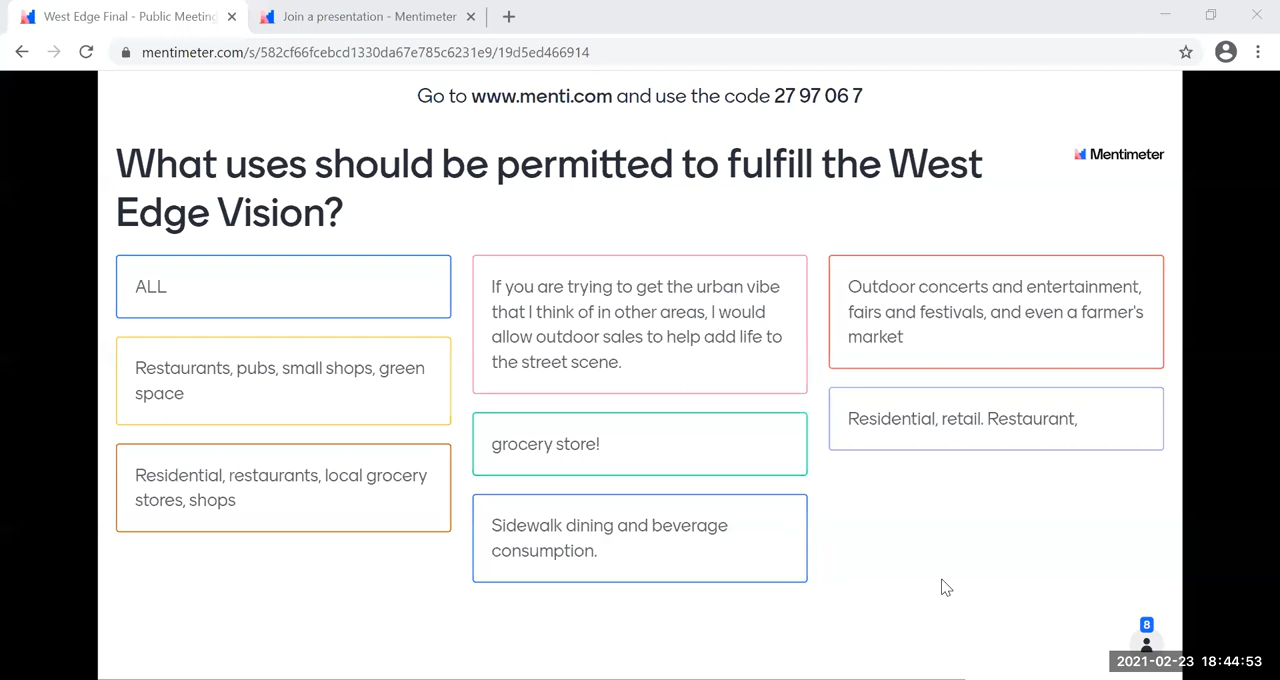 West Edge Final - Public Meeting
Join a presentation - Mentimeter
mentimeter.com/s/582cf66fcebcd1330da67e785c6231e9/19d5ed466914
Go to www.menti.com and use the code 27 97 06 7
What uses should be permitted to fulfill the West
Edge Vision?
Mentimeter
ALL
Restaurants, pubs, small shops, green
space
Residential, restaurants, local grocery
stores, shops
If you are trying to get the urban vibe
that I think of in other areas, I would
allow outdoor sales to help add life to
the street scene.
grocery store!
Sidewalk dining and beverage
consumption.
Outdoor concerts and entertainment,
fairs and festivals, and even a farmer's
market
Residential, retail. Restaurant,
8
2021-02-23 18:44:53